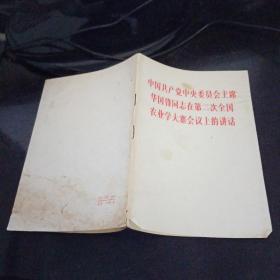 中国共产党中央委员会主席
华国锋同志在第二次全国
农业学大寨会议上的讲话